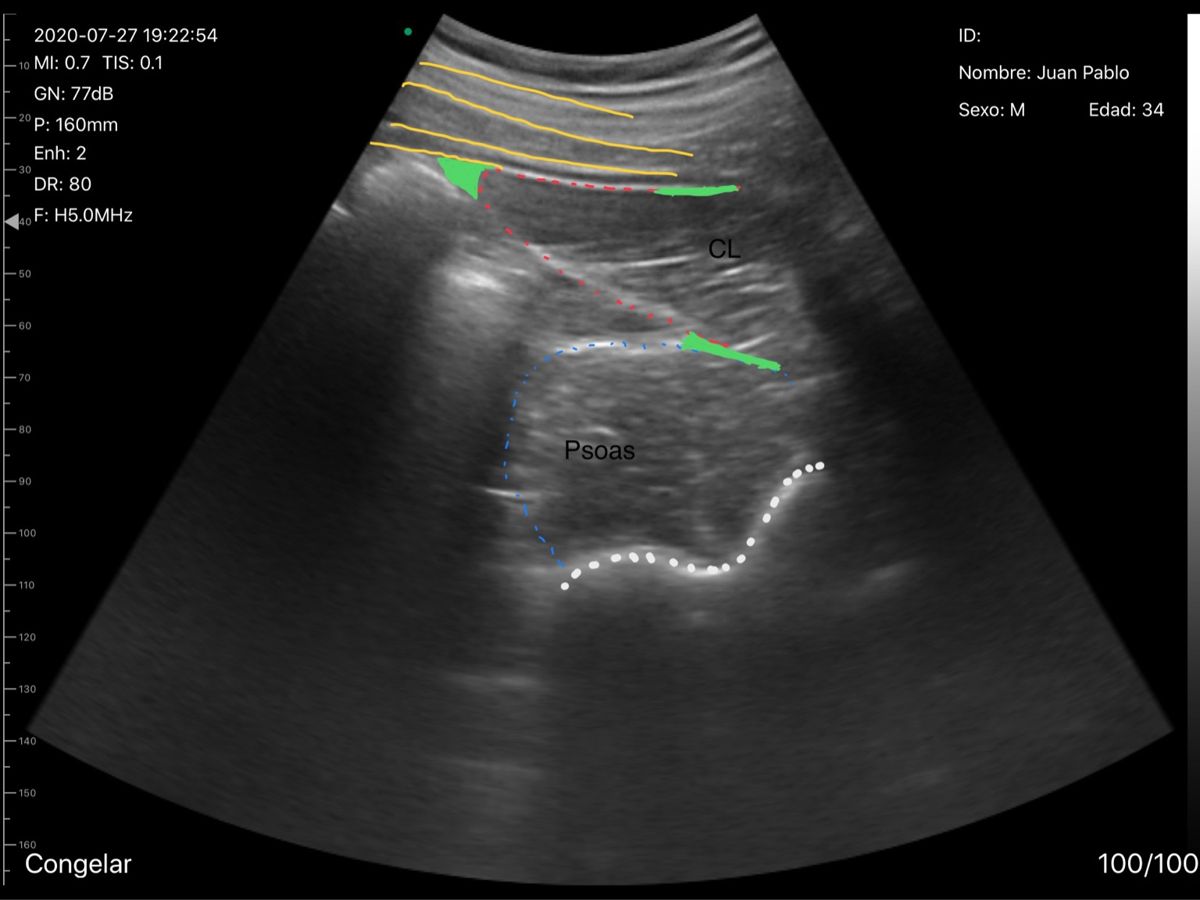 2020-07-27 19:22:54
MI: 0.7 TIS: 0.1
GN: 77dB
P: 160mm
Enh: 2
DR: 80
F: H5.0MHz
ID:
Nombre: Juan Pablo
Sexo: M Edad: 34
10
20
30
40
50
60
70
80
90
100
110
120
130
140
150
160
CL
Psoas
Congelar
100/100